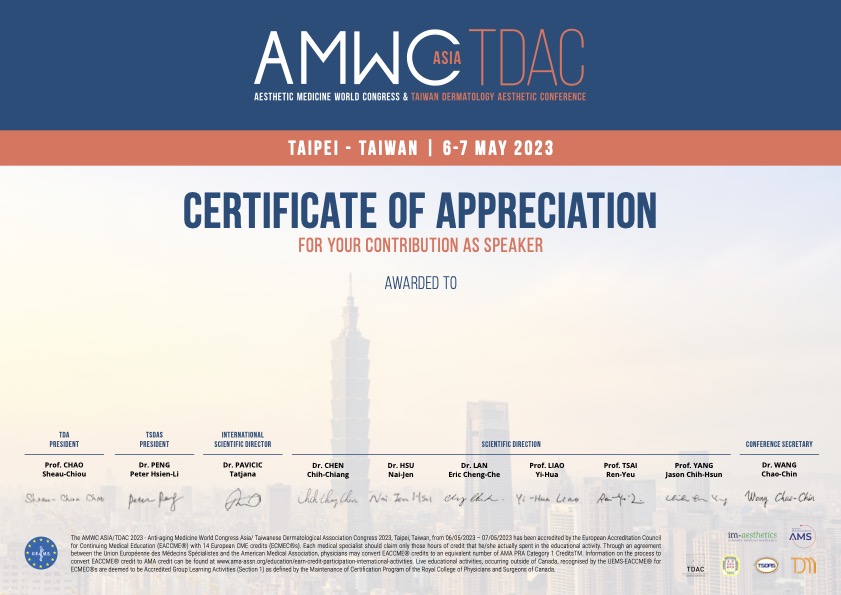 AMWC ASIA TDAC
AESTHETIC MEDICINE WORLD CONGRESS & TAIWAN DERMATOLOGY AESTHETIC CONFERENCE
TAIPEI - TAIWAN | 6-7 MAY 2023
CERTIFICATE OF APPRECIATION
FOR YOUR CONTRIBUTION AS SPEAKER
AWARDED TO
TDA
PRESIDENT
Prof. CHAO
Sheau-Chiou
TSDAS
PRESIDENT
Dr. PENG
Peter Hsien-Li
INTERNATIONAL
SCIENTIFIC DIRECTOR
Dr. PAVICIC
Tatjana
SCIENTIFIC DIRECTION
Dr. CHEN
Chih-Chiang
Dr. HSU
Nai-Jen
Dr. LAN
Eric Cheng-Che
Prof. LIAO
Yi-Hua
Prof. TSAI
Ren-Yeu
Prof. YANG
Jason Chih-Hsun
CONFERENCE SECRETARY
Dr. WANG
Chao-Chin
Yi-Hua Liao
Wang Chao-Chin
The AMWC ASIA/TDAC 2023 - Anti-aging Medicine World Congress Asia/ Taiwanese Dermatological Association Congress 2023, Taipei, Taiwan, from 06/05/2023 – 07/05/2023 has been accredited by the European Accreditation Council
for Continuing Medical Education (EACCME®) with 14 European CME credits (ECMEC®s). Each medical specialist should claim only those hours of credit that he/she actually spent in the educational activity. Through an agreement
between the Union Européenne des Médecins Spécialistes and the American Medical Association, physicians may convert EACCME® credits to an equivalent number of AMA PRA Category 1 CreditsTM. Information on the process to
convert EACCME® credit to AMA credit can be found at www.ama-assn.org/education/earn-credit-participation-international-activities. Live educational activities, occurring outside of Canada, recognised by the UEMS-EACCME® for
ECMEC®s are deemed to be Accredited Group Learning Activities (Section 1) as defined by the Maintenance of Certification Program of the Royal College of Physicians and Surgeons of Canada.
im-aesthetics
AMS
TDAC
TSDAS